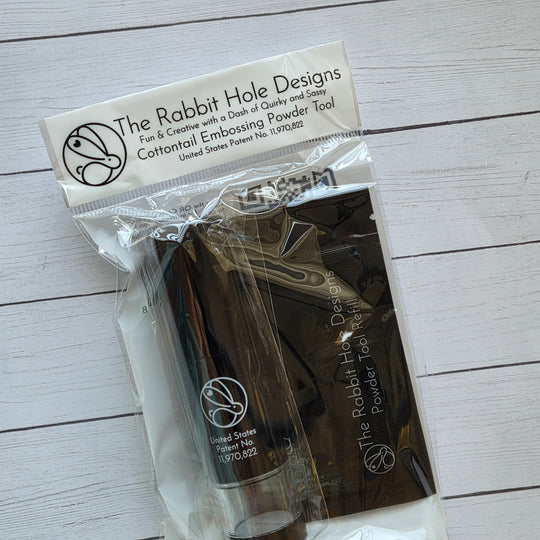 The Rabbit Hole Designs
Fun & Creative with a Dash of Quirky and Sassy
Cottontail Embossing Powder Tool
United States Patent No. 11,970,822
United States
Patent No.
11,970,822
The Rabbit Hole Designs
Powder Tool Refill